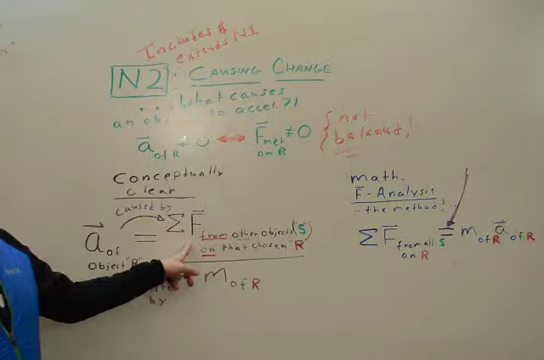 Includes &
extends N1
N2: CAUSING CHANGE
... What causes
an object to accel?!
a⃗ of R ≠ 0 ↔ F⃗net on R ≠ 0 { not balanced!
Conceptually
clear
caused by
a⃗ of Object "R" = ΣF⃗ from other objects (S)
on that chosen "R"
by
m of R
math
F⃗-Analysis
the method
ΣF⃗ from all S on R = m of R a⃗ of R